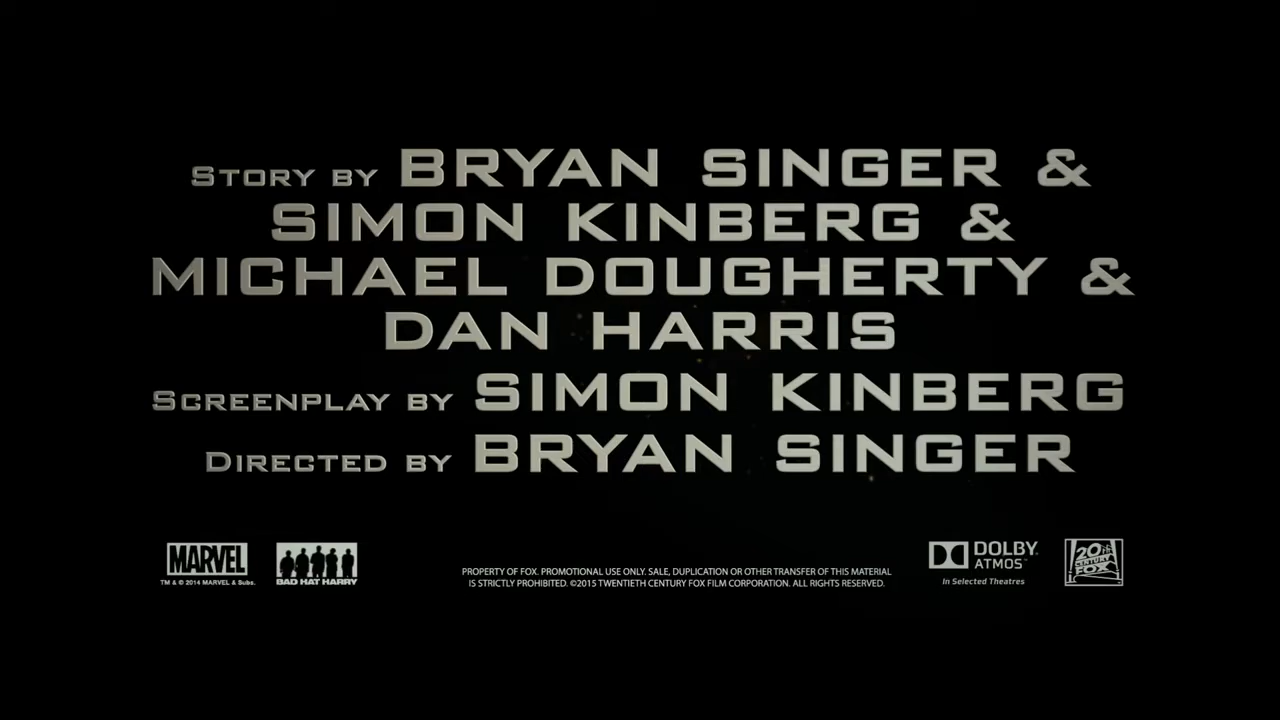 STORY BY BRYAN SINGER &
SIMON KINBERG &
MICHAEL DOUGHERTY &
DAN HARRIS
SCREENPLAY BY SIMON KINBERG
DIRECTED BY BRYAN SINGER
MARVEL
TM & © 2014 MARVEL & Subs.
BAD HAT HARRY
PROPERTY OF FOX. PROMOTIONAL USE ONLY. SALE, DUPLICATION OR OTHER TRANSFER OF THIS MATERIAL
IS STRICTLY PROHIBITED. ©2015 TWENTIETH CENTURY FOX FILM CORPORATION. ALL RIGHTS RESERVED.
DOLBY
ATMOS™
In Selected Theatres
20th
CENTURY
FOX